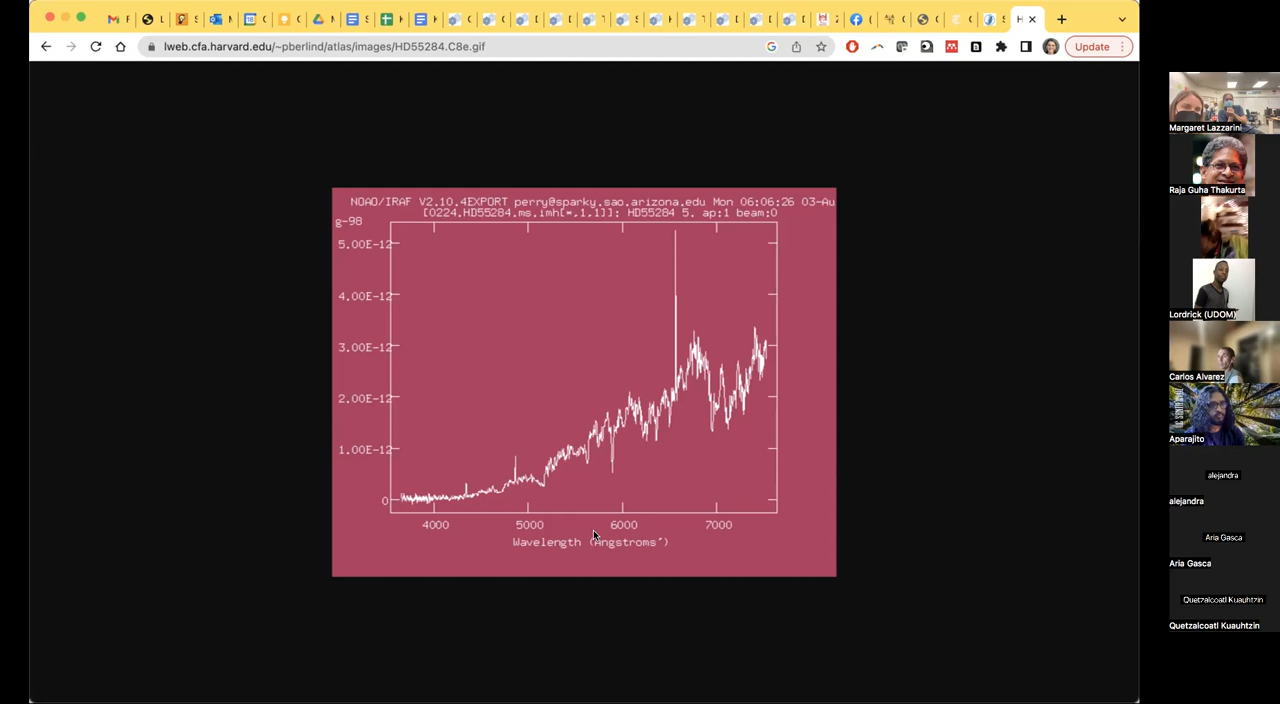 Update
lweb.cfa.harvard.edu/~pberlind/atlas/images/HD55284.C8e.gif
NOAO/IRAF V2.10.4EXPORT perry@sparky.sao.arizona.edu Mon 06:06:26 03-Au
[0224.HD55284.ms.imh[*,1,1]]: HD55284 5. ap:1 beam:0
g-98
5.00E-12
4.00E-12
3.00E-12
2.00E-12
1.00E-12
0
4000 5000 6000 7000
Wavelength (Angstroms")
Margaret Lazzarini
Raja Guha Thakurta
Lordrick (UDOM)
Carlos Alvarez
Aparajito
alejandra
alejandra
Aria Gasca
Aria Gasca
Quetzalcoatl Kuauhtzin
Quetzalcoatl Kuauhtzin